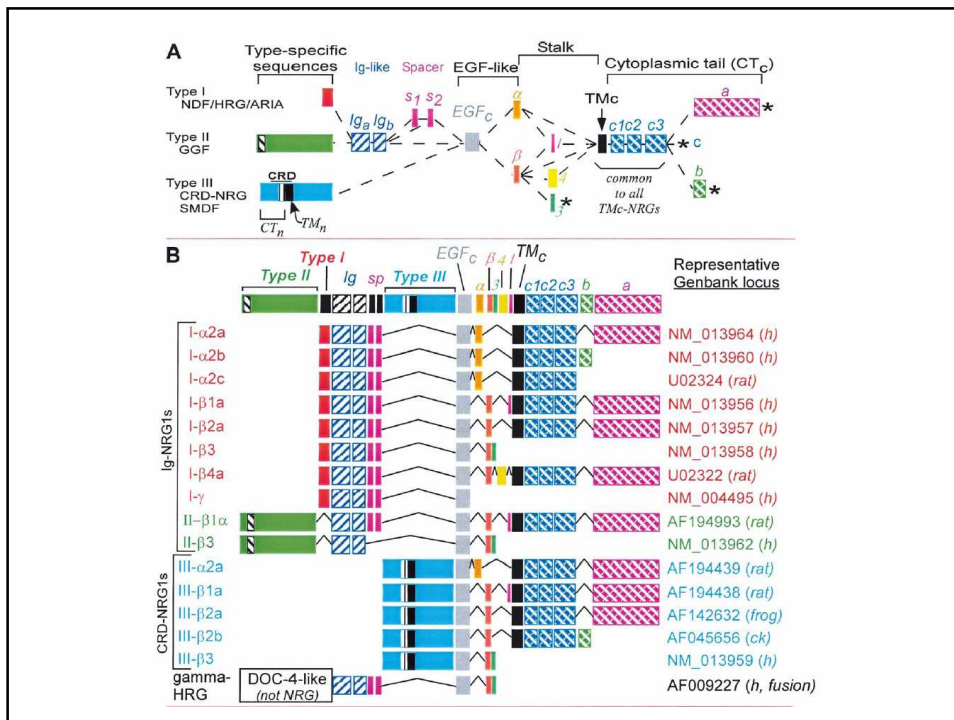 A
Type-specific sequences
Ig-like
Spacer
EGF-like
Stalk
Cytoplasmic tail (CTC)
Type I
NDF/HRG/ARIA
Iga
Igb
s1
s2
EGFC
α
TMc
c1c2
c3
a
*
Type II
GGF
1
* c
β
4
Type III
CRD-NRG
SMDF
CRD
3 *
common
to all
TMc-NRGs
b
*
CTn
TMn
B
Type II
Type I
Ig
sp
Type III
EGFC
α
β
3
4
1
TMC
c1c2c3
b
a
Representative
Genbank locus
Ig-NRG1s
I-α2a NM_013964 (h)
I-α2b NM_013960 (h)
I-α2c U02324 (rat)
I-β1a NM_013956 (h)
I-β2a NM_013957 (h)
I-β3 NM_013958 (h)
I-β4a U02322 (rat)
I-γ NM_004495 (h)
II-β1α AF194993 (rat)
II-β3 NM_013962 (h)
CRD-NRG1s
III-α2a AF194439 (rat)
III-β1a AF194438 (rat)
III-β2a AF142632 (frog)
III-β2b AF045656 (ck)
III-β3 NM_013959 (h)
gamma-
HRG
DOC-4-like
(not NRG)
AF009227 (h, fusion)